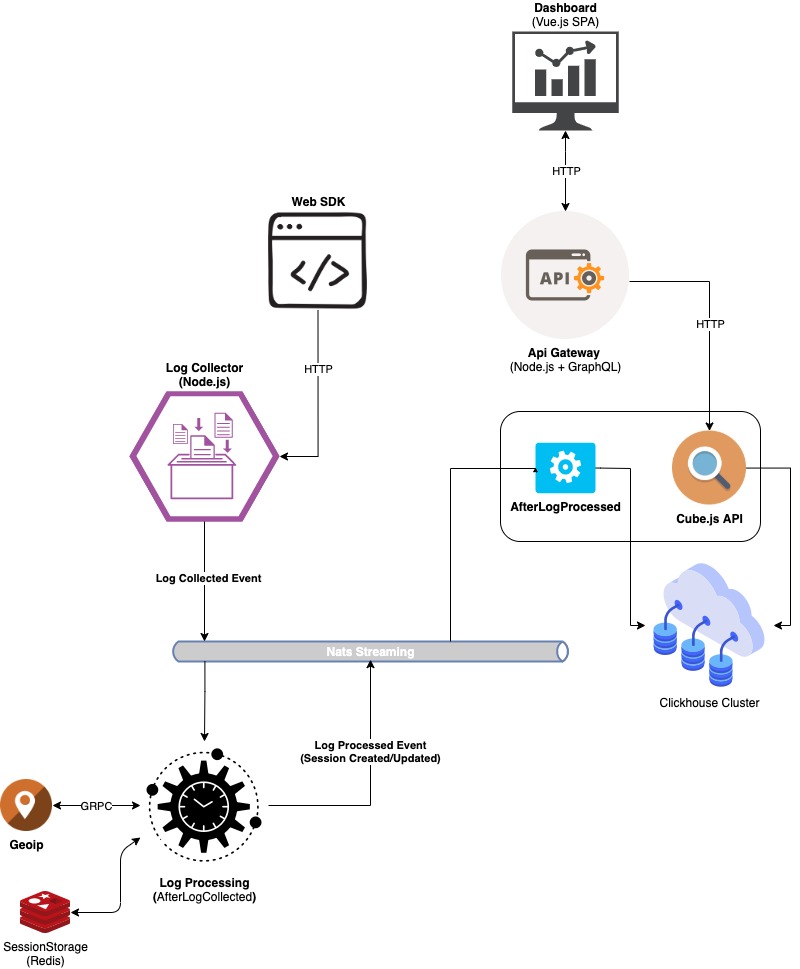 Dashboard
(Vue.js SPA)
HTTP
Web SDK
</>
API
HTTP
Api Gateway
(Node.js + GraphQL)
HTTP
Log Collector
(Node.js)
AfterLogProcessed
Cube.js API
Log Collected Event
Nats Streaming
Clickhouse Cluster
Log Processed Event
(Session Created/Updated)
GRPC
Geoip
Log Processing
(AfterLogCollected)
SessionStorage
(Redis)